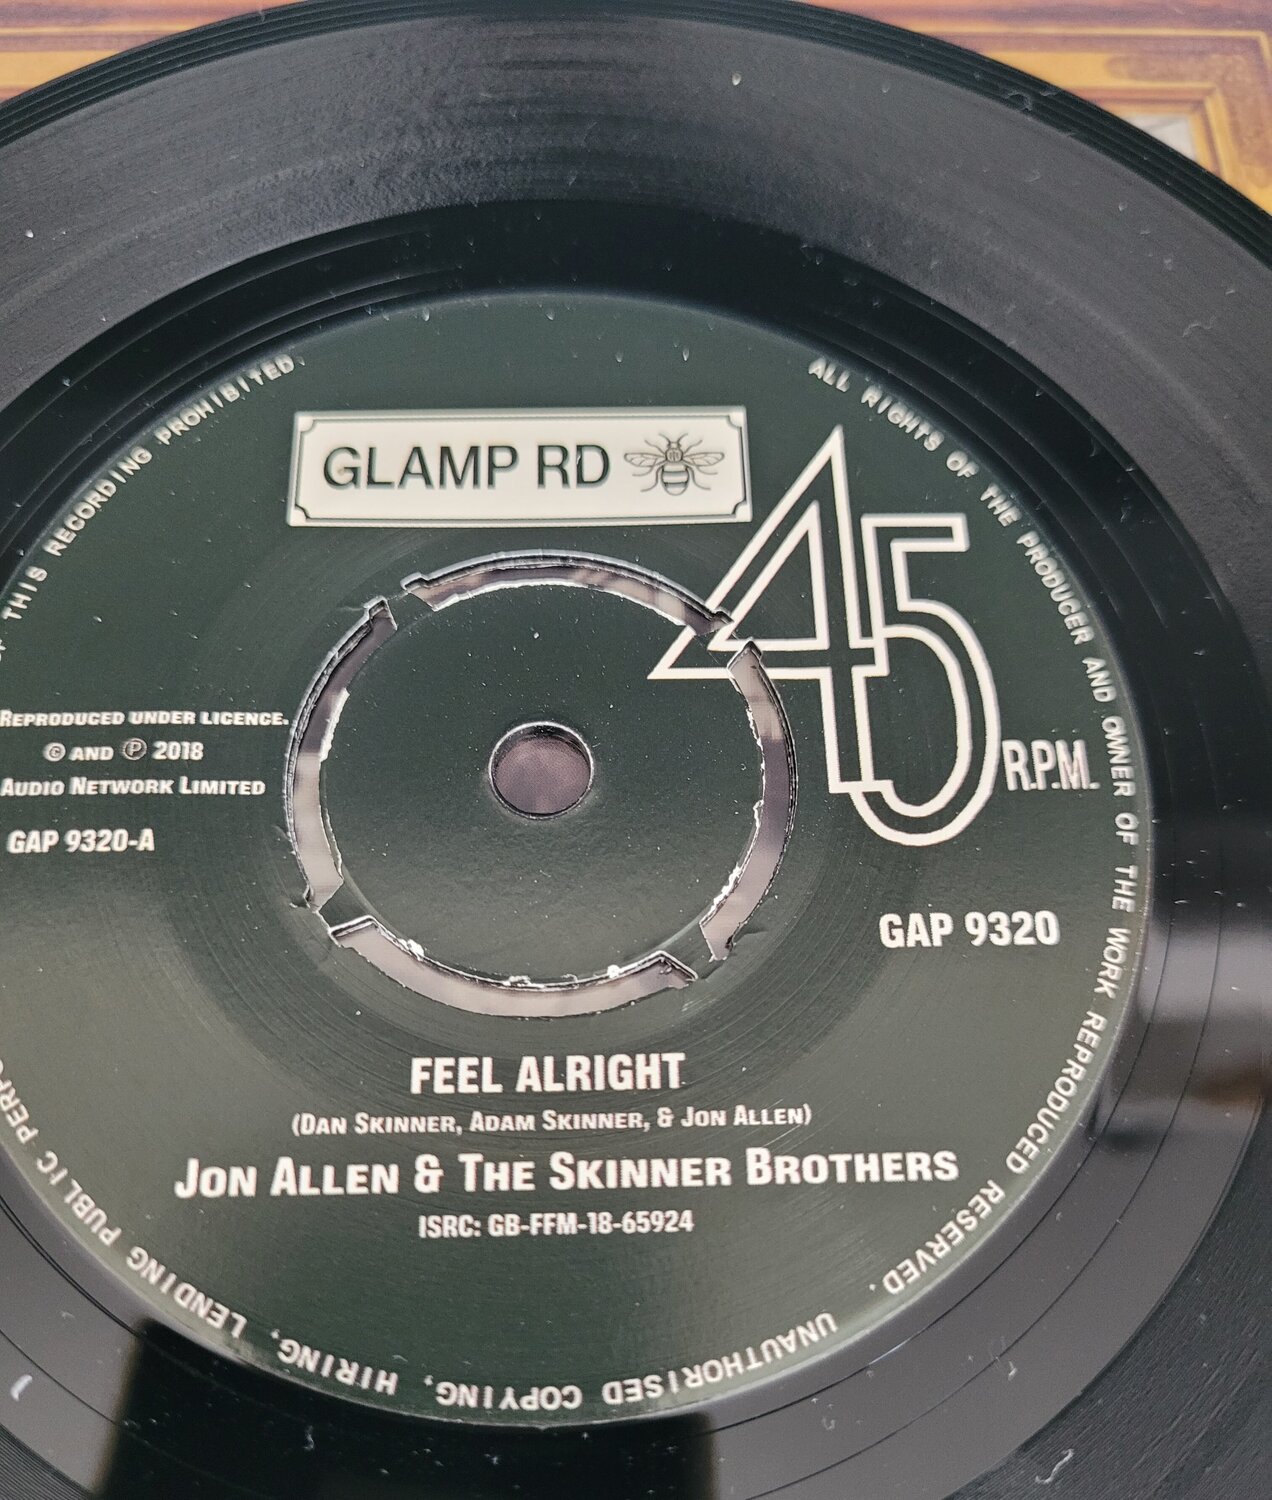 GLAMP RD
45
R.P.M.
REPRODUCED UNDER LICENCE.
© AND ℗ 2018
AUDIO NETWORK LIMITED
GAP 9320-A
GAP 9320
FEEL ALRIGHT
(DAN SKINNER, ADAM SKINNER, & JON ALLEN)
JON ALLEN & THE SKINNER BROTHERS
ISRC: GB-FFM-18-65924
ALL RIGHTS OF THE PRODUCER AND OWNER OF THE WORK REPRODUCED RESERVED. UNAUTHORISED COPYING, HIRING, LENDING PUBLIC
THIS RECORDING PROHIBITED.